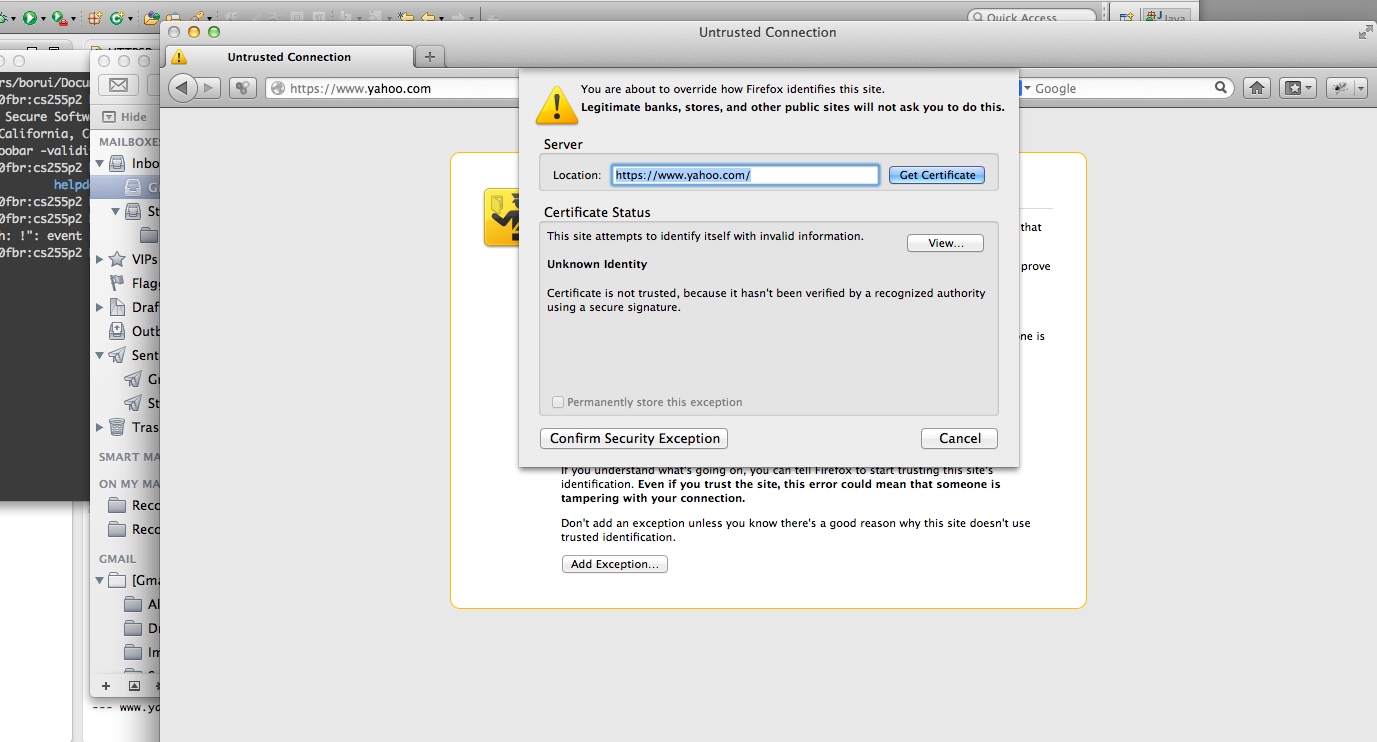 Quick Access
Java
Untrusted Connection
Untrusted Connection
https://www.yahoo.com
Google
rs/borui/Docu
0fbr:cs255p2
Secure Softw
California, C
oobar -validi
0fbr:cs255p2
helpde
0fbr:cs255p2
0fbr:cs255p2
h: !": event
0fbr:cs255p2
Hide
MAILBOXES
Inbo
G
St
VIPs
Flagg
Draf
Outb
Sent
Gr
St
Tras
SMART MA
ON MY MA
Reco
Reco
GMAIL
[Gma
Al
Dr
Im
--- www.ya
You are about to override how Firefox identifies this site.
Legitimate banks, stores, and other public sites will not ask you to do this.
Server
Location: https://www.yahoo.com/ Get Certificate
Certificate Status
This site attempts to identify itself with invalid information. View...
Unknown Identity
Certificate is not trusted, because it hasn't been verified by a recognized authority
using a secure signature.
Permanently store this exception
Confirm Security Exception Cancel
that
prove
ne is
If you understand what's going on, you can tell Firefox to start trusting this site's
identification. Even if you trust the site, this error could mean that someone is
tampering with your connection.
Don't add an exception unless you know there's a good reason why this site doesn't use
trusted identification.
Add Exception...